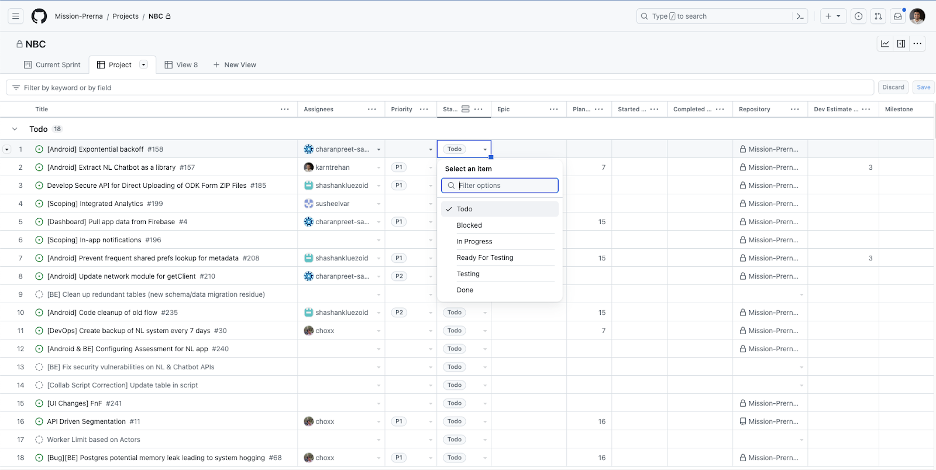 Mission-Prerna / Projects / NBC
Type / to search
NBC
Current Sprint Project View 8 + New View
Filter by keyword or by field Discard Save
Title ... Assignees ... Priority ... Sta... ... Epic ... Plan... ... Started ... ... Completed ... ... Repository ... Dev Estimate ... ... Milestone
Todo 18
1 [Android] Expontential backoff #158 charanpreet-sa... Todo Mission-Prern...
Select an item
2 [Android] Extract NL Chatbot as a library #157 karntrehan P1 7 Mission-Prern... 3
3 Develop Secure API for Direct Uploading of ODK Form ZIP Files #185 shashankluezoid P1 Filter options Mission-Prern...
4 [Scoping] Integrated Analytics #199 susheelvar Todo Mission-Prern...
5 [Dashboard] Pull app data from Firebase #4 charanpreet-sa... P1 Blocked 15 Mission-Prern...
6 [Scoping] In-app notifications #196 In Progress Mission-Prern...
7 [Android] Prevent frequent shared prefs lookup for metadata #208 shashankluezoid P1 Ready For Testing 15 Mission-Prern... 3
8 [Android] Update network module for getClient #210 charanpreet-sa... P2 Testing Mission-Prern...
9 [BE] Clean up redundant tables (new schema/data migration residue) Done
10 [Android] Code cleanup of old flow #235 shashankluezoid P2 Todo 15 Mission-Prern...
11 [DevOps] Create backup of NL system every 7 days #30 choxx Todo 7 Mission-Prern...
12 [Android & BE] Configuring Assessment for NL app #240 Todo Mission-Prern...
13 [BE] Fix security vulnerabilities on NL & Chatbot APIs Todo
14 [Collab Script Correction] Update table in script Todo
15 [UI Changes] FnF #241 Todo Mission-Prern...
16 API Driven Segmentation #11 choxx P1 Todo 16 Mission-Prern...
17 Worker Limit based on Actors Todo
18 [Bug][BE] Postgres potential memory leak leading to system hogging #68 choxx P1 Todo 16 Mission-Prern...